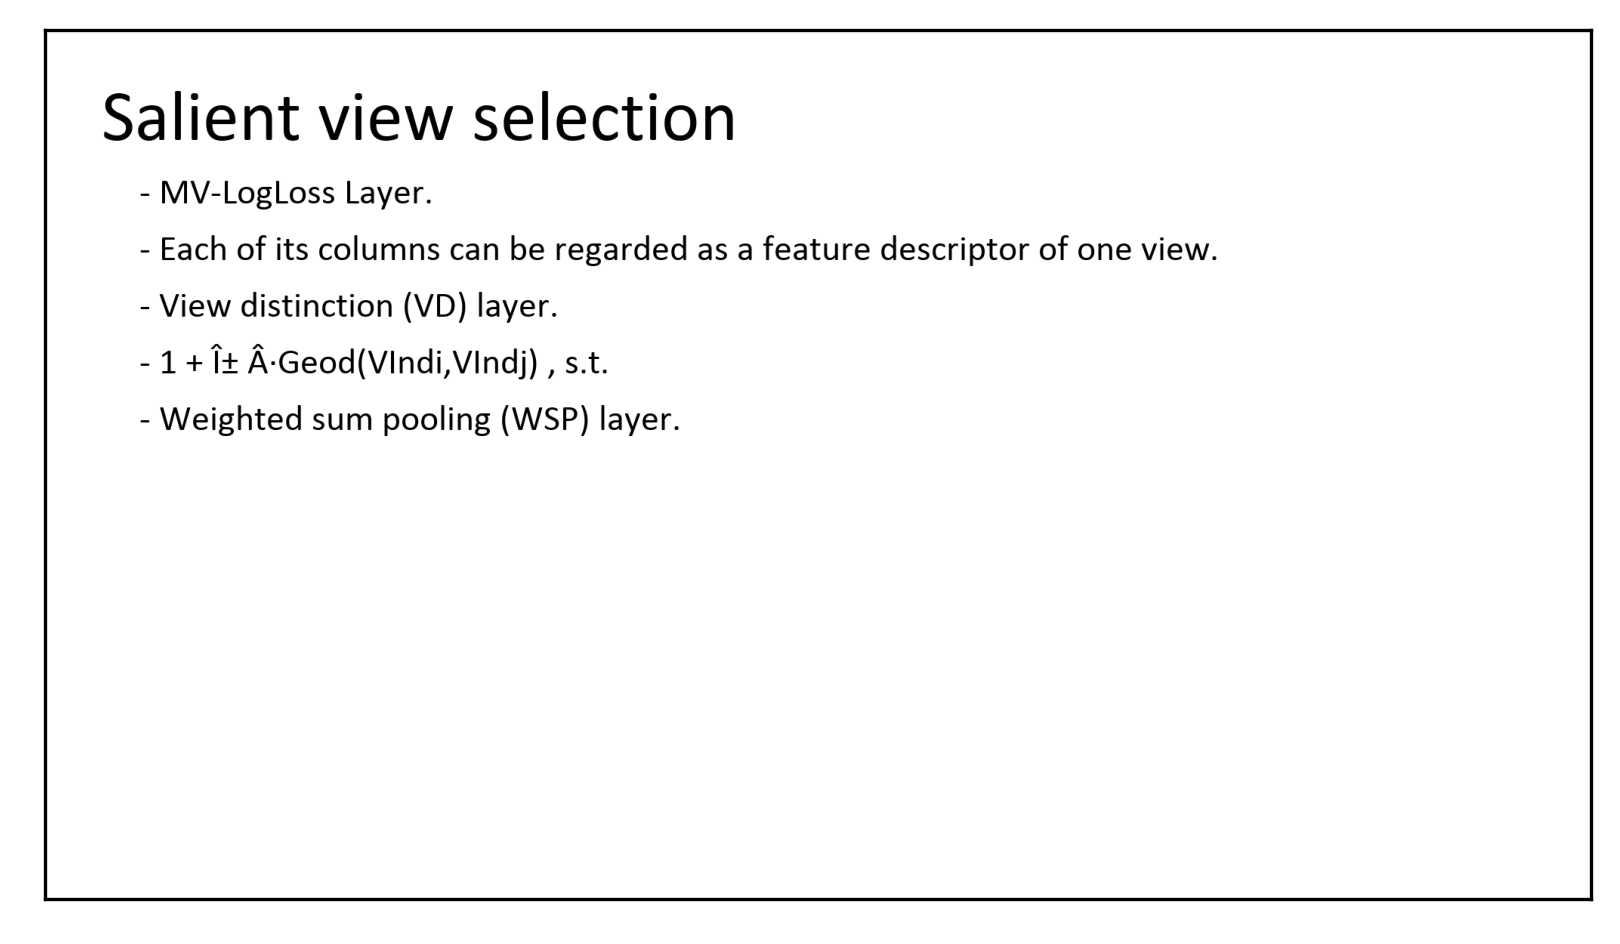 Salient view selection
- MV-LogLoss Layer.
- Each of its columns can be regarded as a feature descriptor of one view.
- View distinction (VD) layer.
- 1 + Î± Â·Geod(VIndi,VIndj) , s.t.
- Weighted sum pooling (WSP) layer.